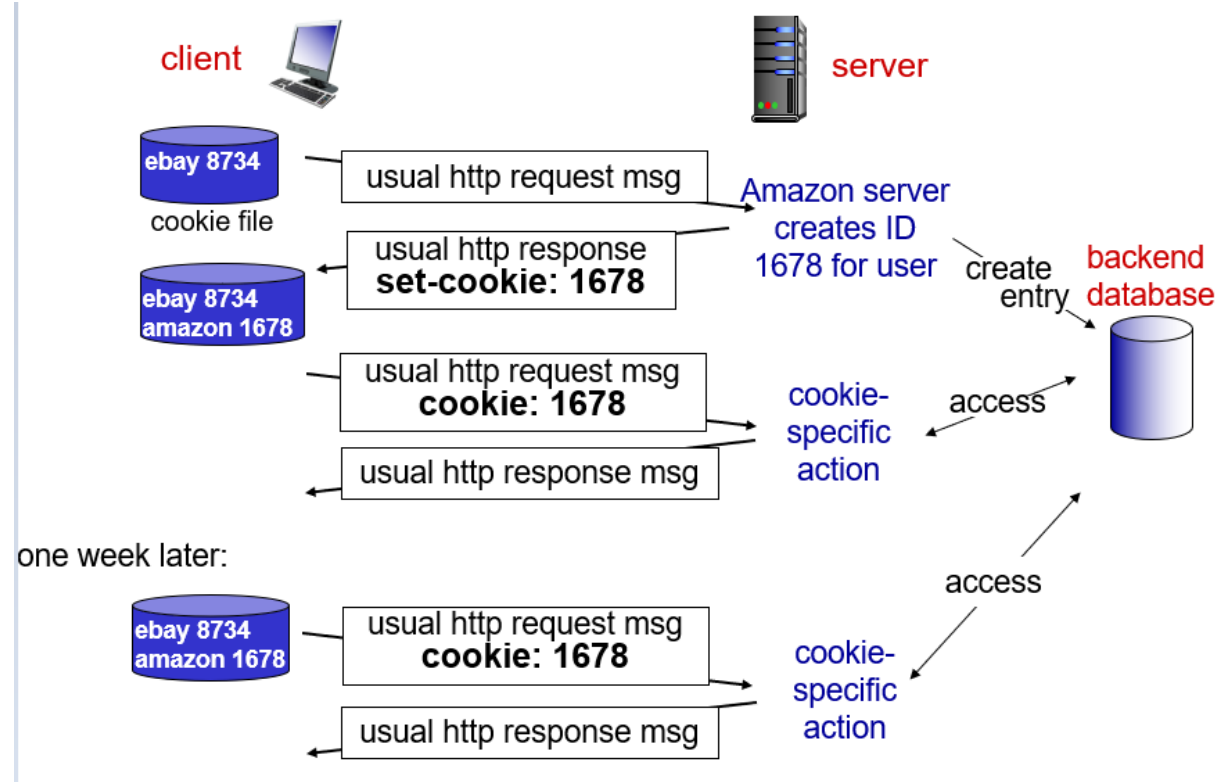 client
server
ebay 8734
cookie file
usual http request msg
Amazon server
creates ID
1678 for user
usual http response
set-cookie: 1678
create
entry
backend
database
ebay 8734
amazon 1678
usual http request msg
cookie: 1678
cookie-
specific
action
access
usual http response msg
one week later:
access
ebay 8734
amazon 1678
usual http request msg
cookie: 1678
cookie-
specific
action
usual http response msg